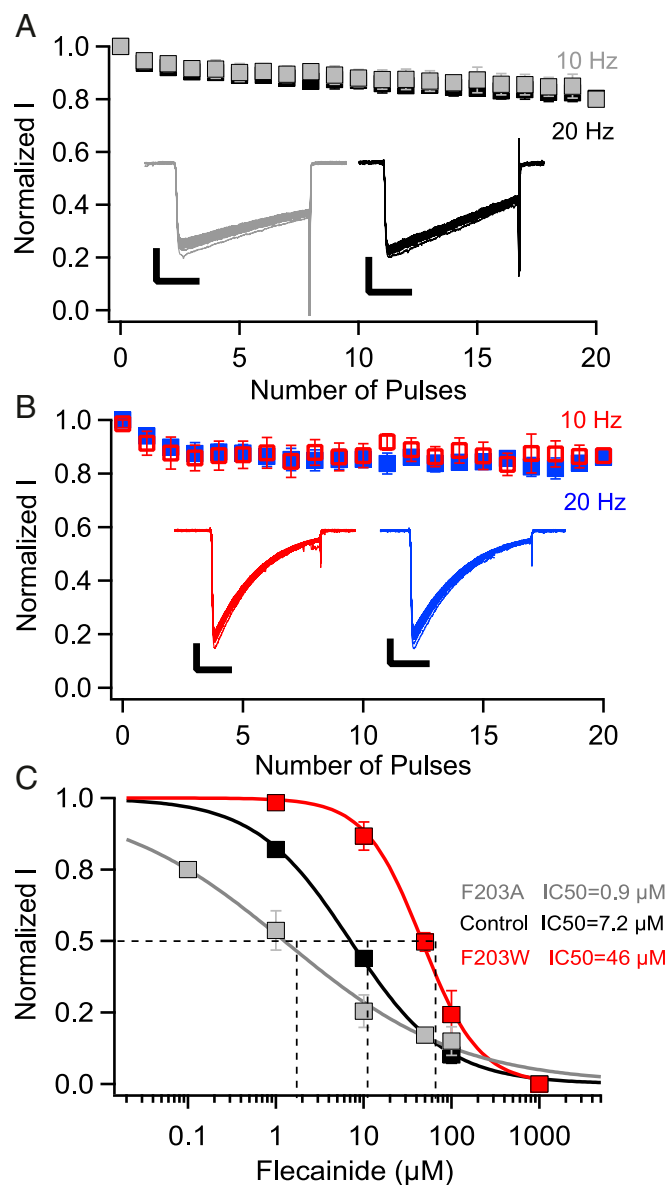 A
1.0
0.8
0.6
0.4
0.2
0.0
Normalized I
10 Hz
20 Hz
0 5 10 15 20
Number of Pulses
B
1.0
0.8
0.6
0.4
0.2
0.0
Normalized I
10 Hz
20 Hz
0 5 10 15 20
Number of Pulses
C
1.0
0.8
0.5
0.2
0.0
Normalized I
F203A IC50=0.9 μM
Control IC50=7.2 μM
F203W IC50=46 μM
0.1 1 10 100 1000
Flecainide (μM)